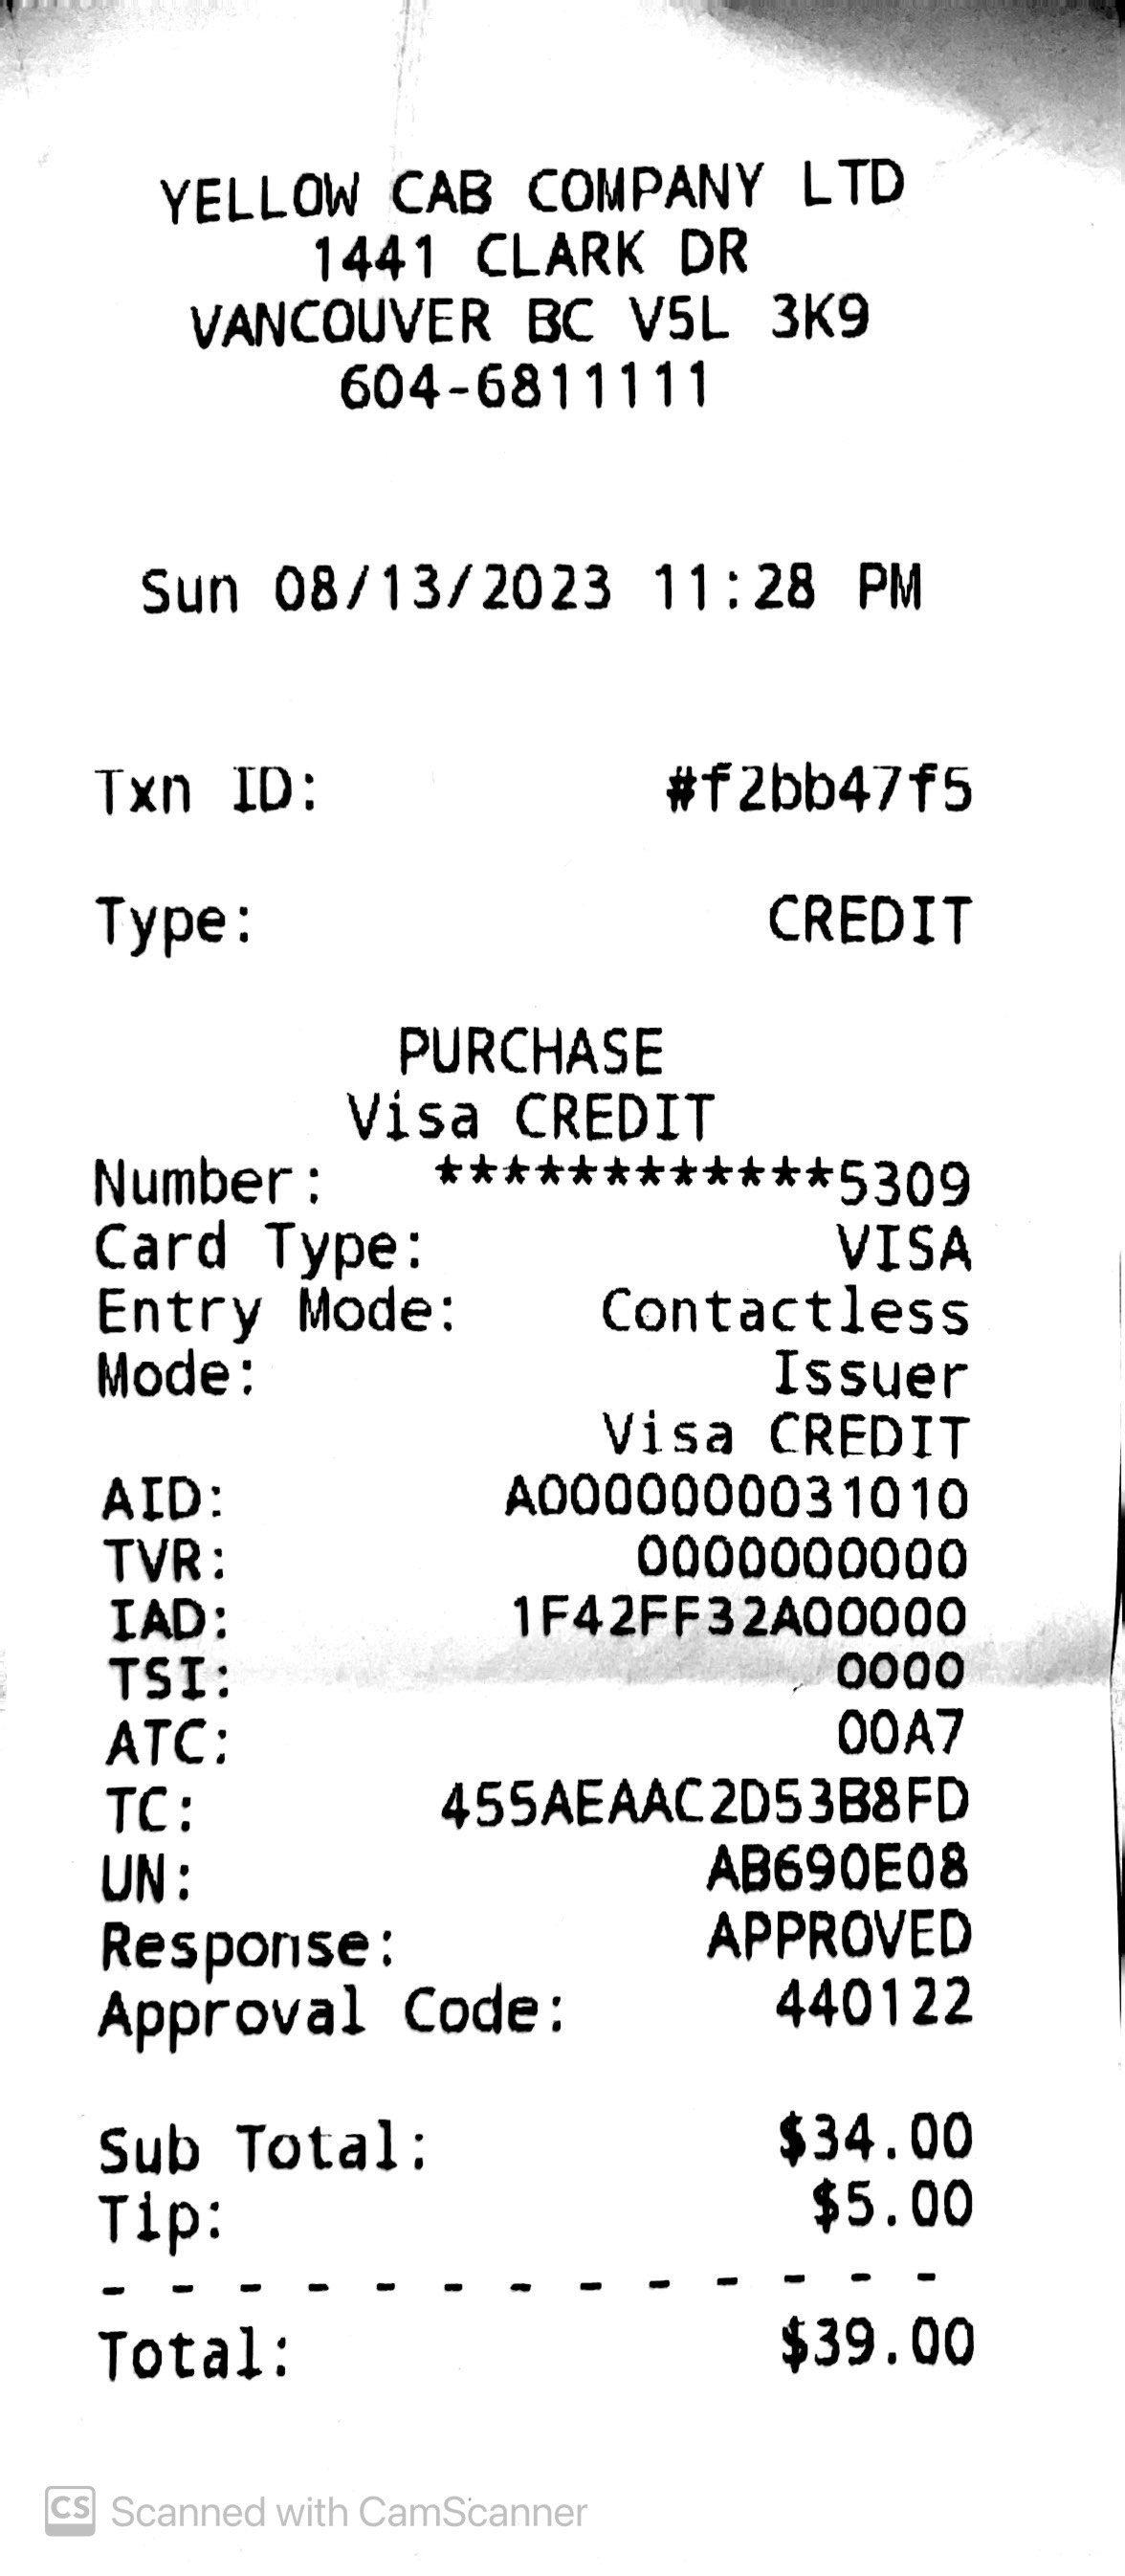 YELLOW CAB COMPANY LTD
1441 CLARK DR
VANCOUVER BC V5L 3K9
604-6811111
Sun 08/13/2023 11:28 PM
Txn ID: #f2bb47f5
Type: CREDIT
PURCHASE
Visa CREDIT
Number: ************5309
Card Type: VISA
Entry Mode: Contactless
Mode: Issuer
Visa CREDIT
AID: A0000000031010
TVR: 0000000000
IAD: 1F42FF32A00000
TSI: 0000
ATC: 00A7
TC: 455AEAAC2D53B8FD
UN: AB690E08
Response: APPROVED
Approval Code: 440122
Sub Total: $34.00
Tip: $5.00
- - - - - - - - - - - - -
Total: $39.00
CS Scanned with CamScanner